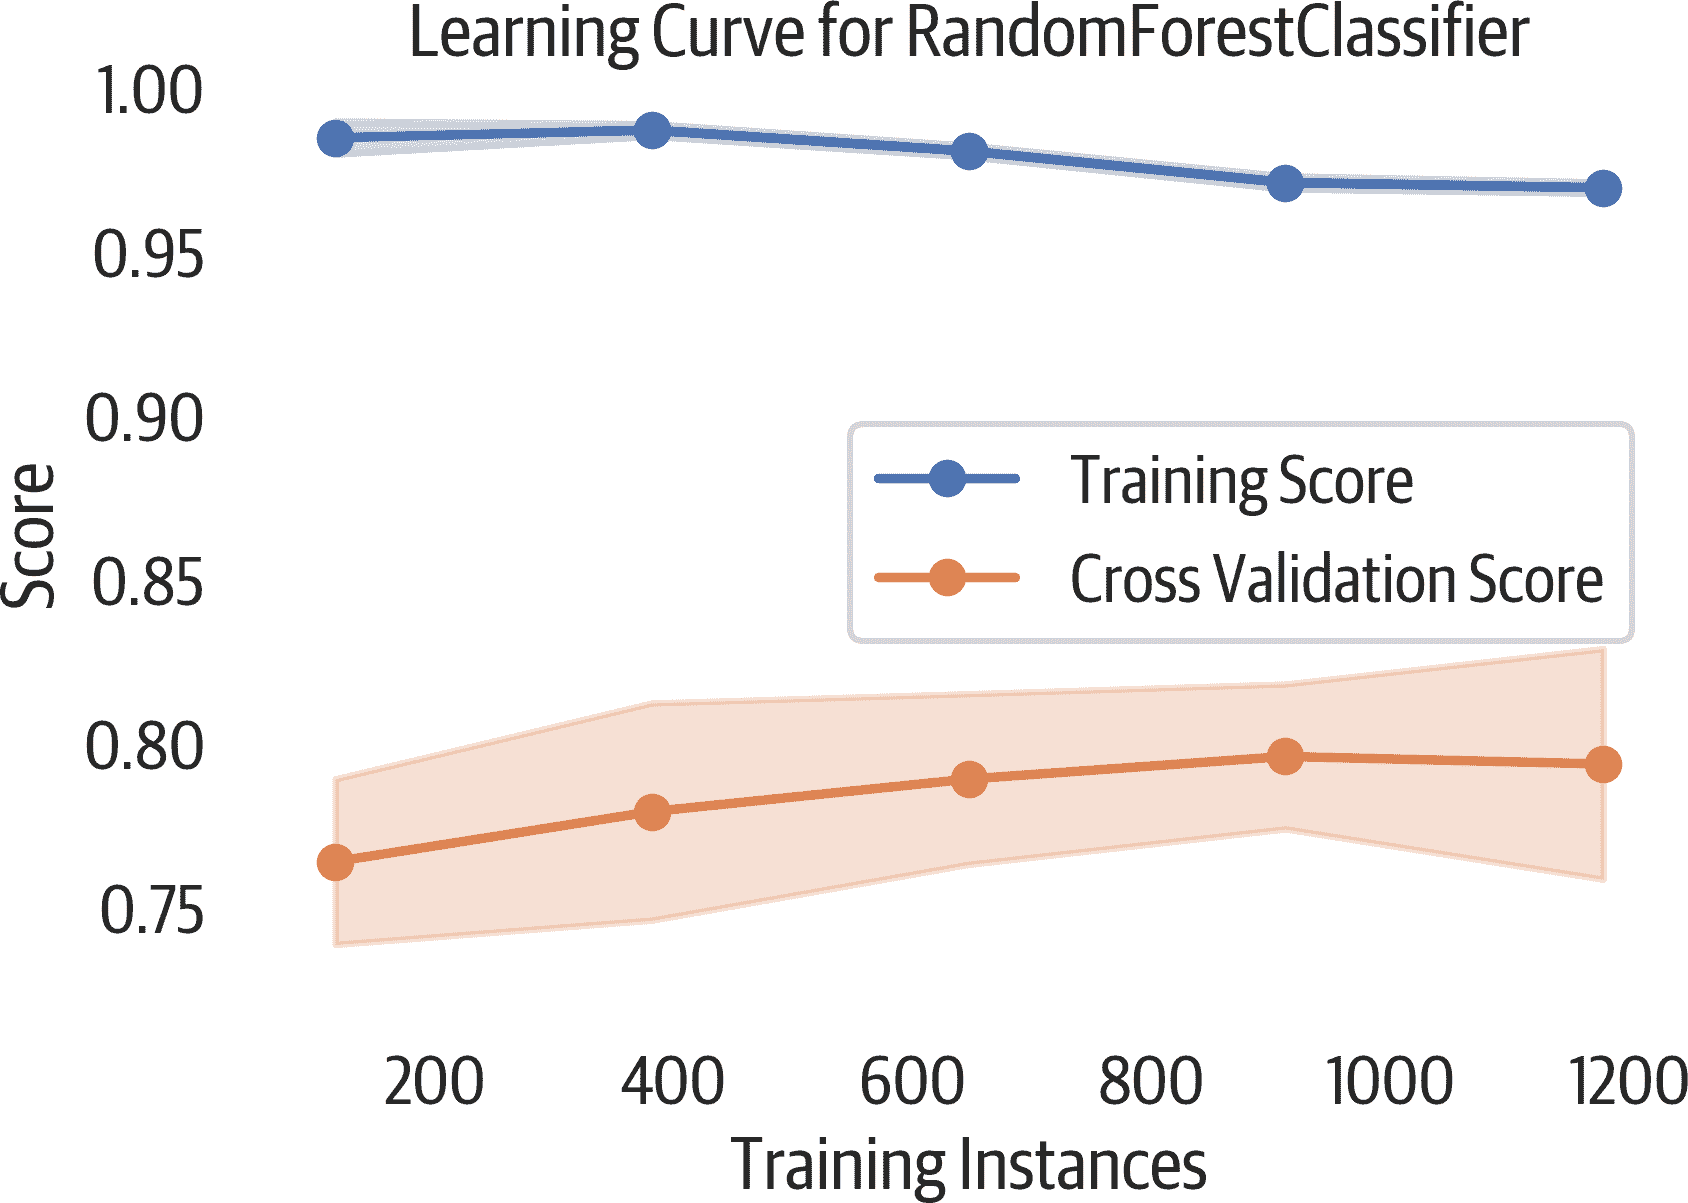 Learning Curve for RandomForestClassifier
1.00
0.95
0.90
0.85
0.80
0.75
Score
Training Score
Cross Validation Score
200 400 600 800 1000 1200
Training Instances